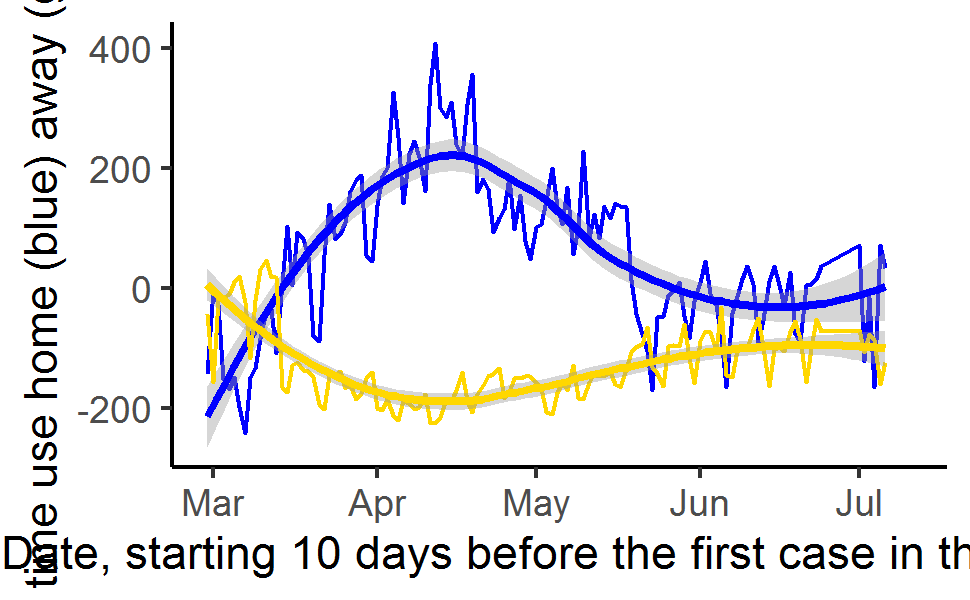 time use home (blue) away (g
400
200
0
-200
Mar Apr May Jun Jul
Date, starting 10 days before the first case in th